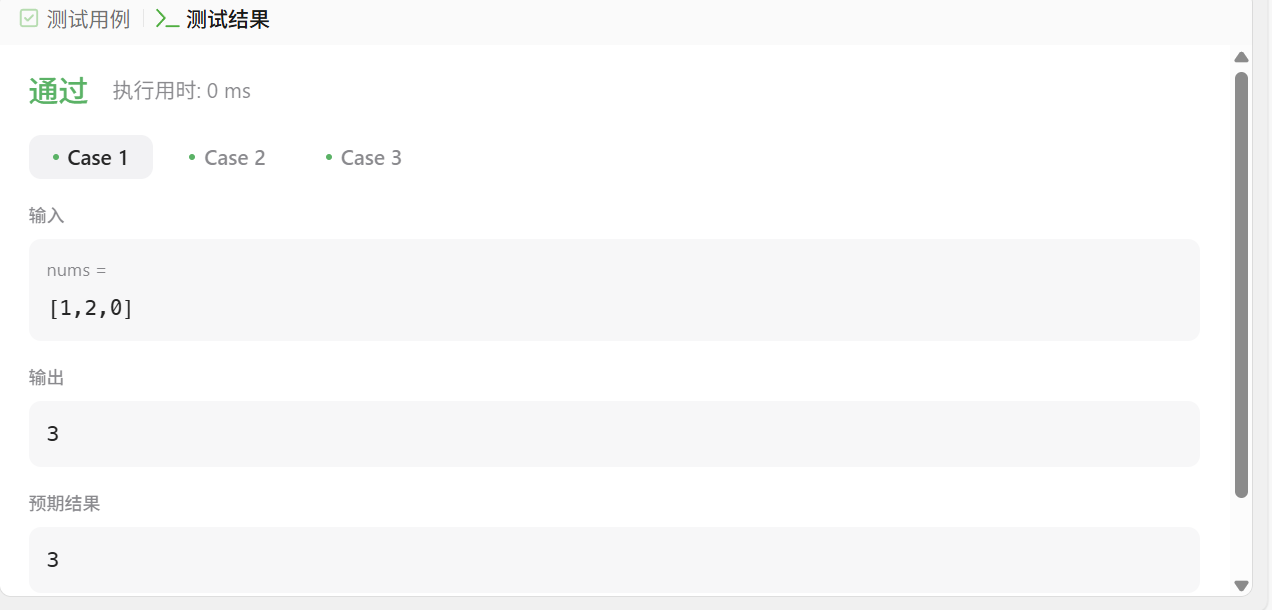 测试用例 测试结果
通过 执行用时: 0 ms
Case 1 Case 2 Case 3
输入
nums =
[1,2,0]
输出
3
预期结果
3